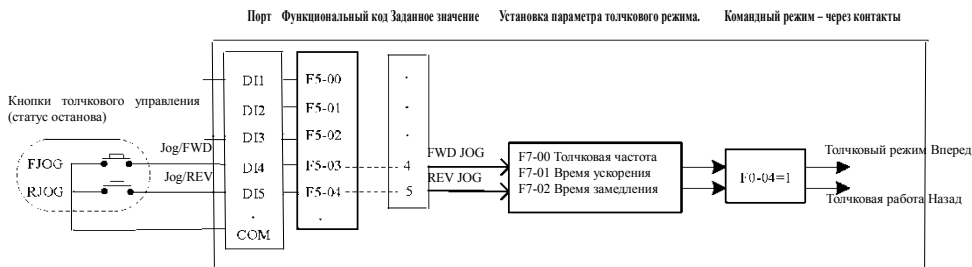 Порт Функциональный код Заданное значение Установка параметра толчкового режима. Командный режим – через контакты
Кнопки толчкового управления
(статус останова)
FJOG
RJOG
Jog/FWD
Jog/REV
DI1
DI2
DI3
DI4
DI5
.
COM
F5-00
F5-01
F5-02
F5-03
F5-04
.
.
.
.
4
5
FWD JOG
REV JOG
F7-00 Толчковая частота
F7-01 Время ускорения
F7-02 Время замедления
F0-04=1
Толчковый режим Вперед
Толчковая работа Назад